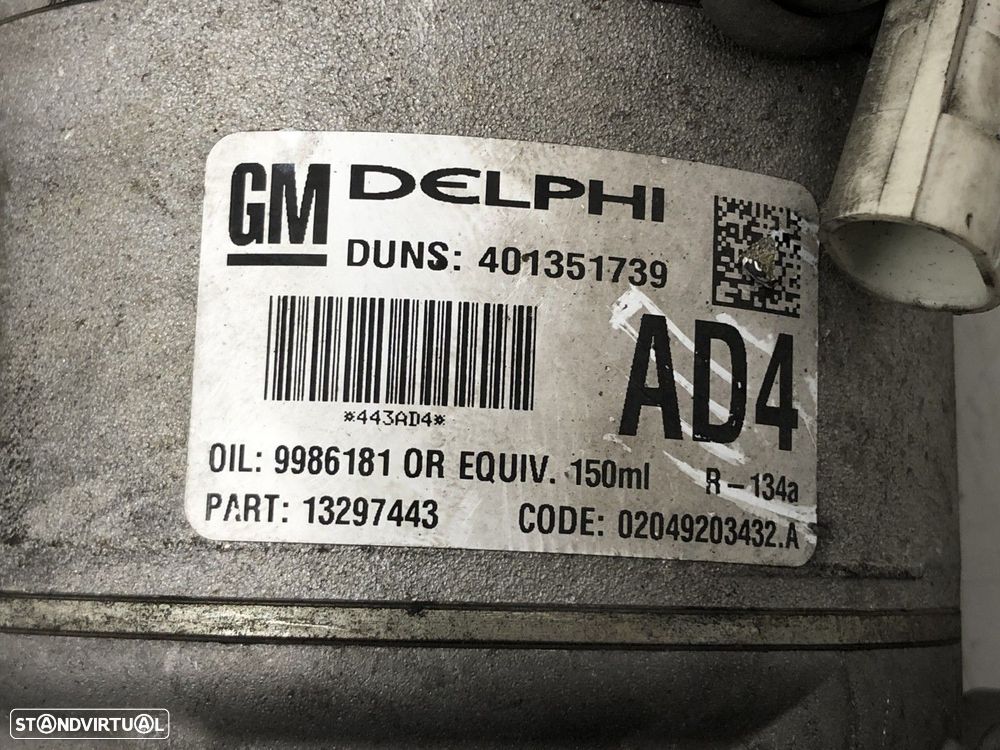 GM DELPHI
DUNS: 401351739
*443AD4*
AD4
OIL: 9986181 OR EQUIV. 150ml R-134a
PART: 13297443 CODE: 02049203432.A
STANDVIRTUAL